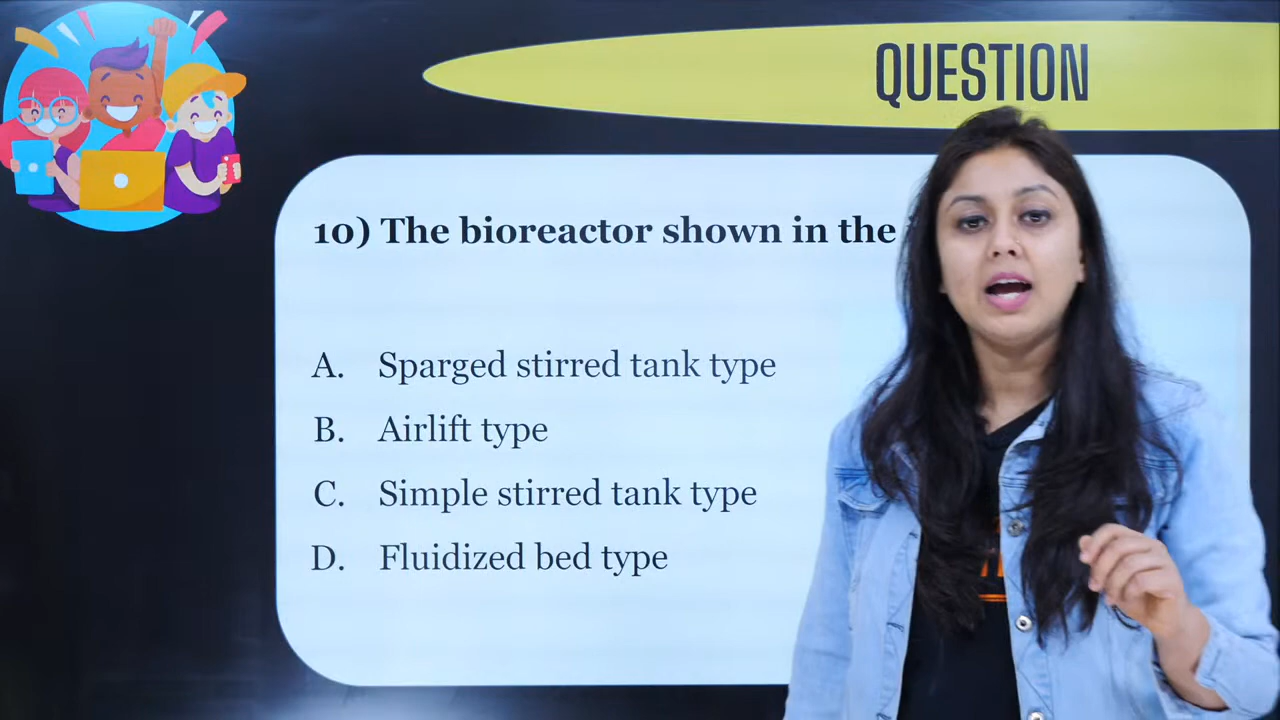 QUESTION
10) The bioreactor shown in the
A. Sparged stirred tank type
B. Airlift type
C. Simple stirred tank type
D. Fluidized bed type